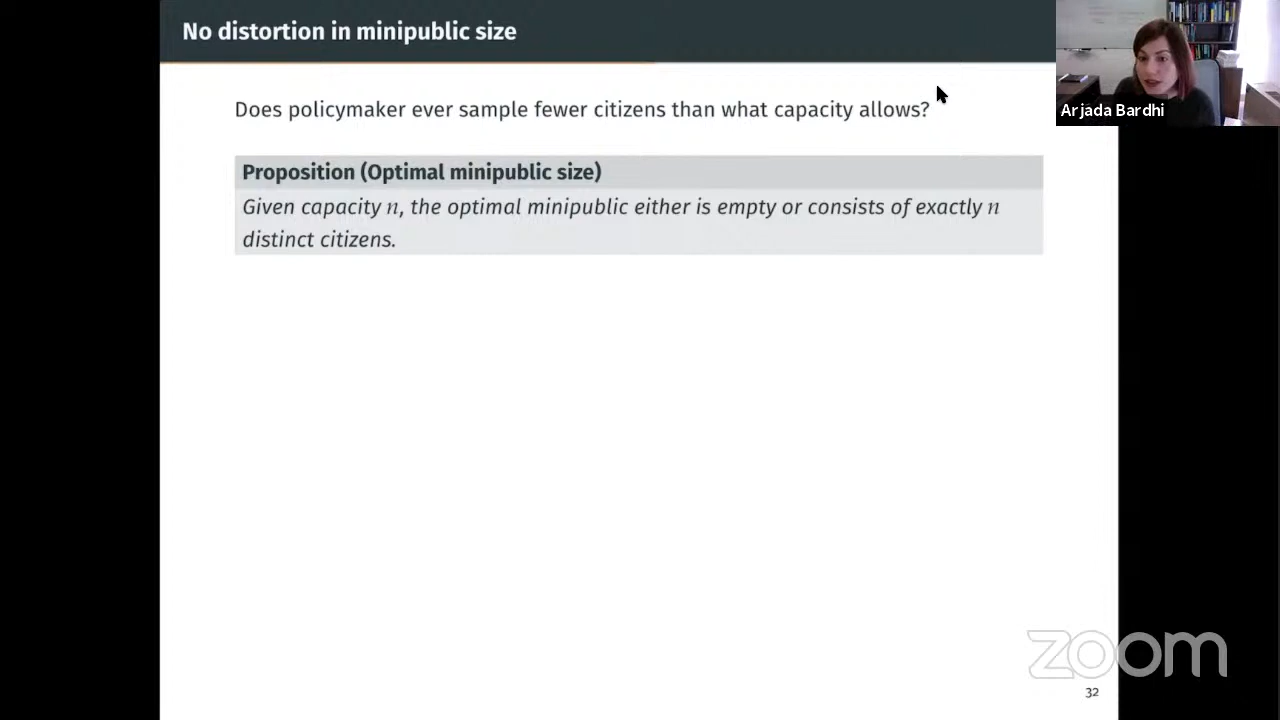 No distortion in minipublic size
Does policymaker ever sample fewer citizens than what capacity allows?
Arjada Bardhi
Proposition (Optimal minipublic size)
Given capacity n, the optimal minipublic either is empty or consists of exactly n
distinct citizens.
zoom
32